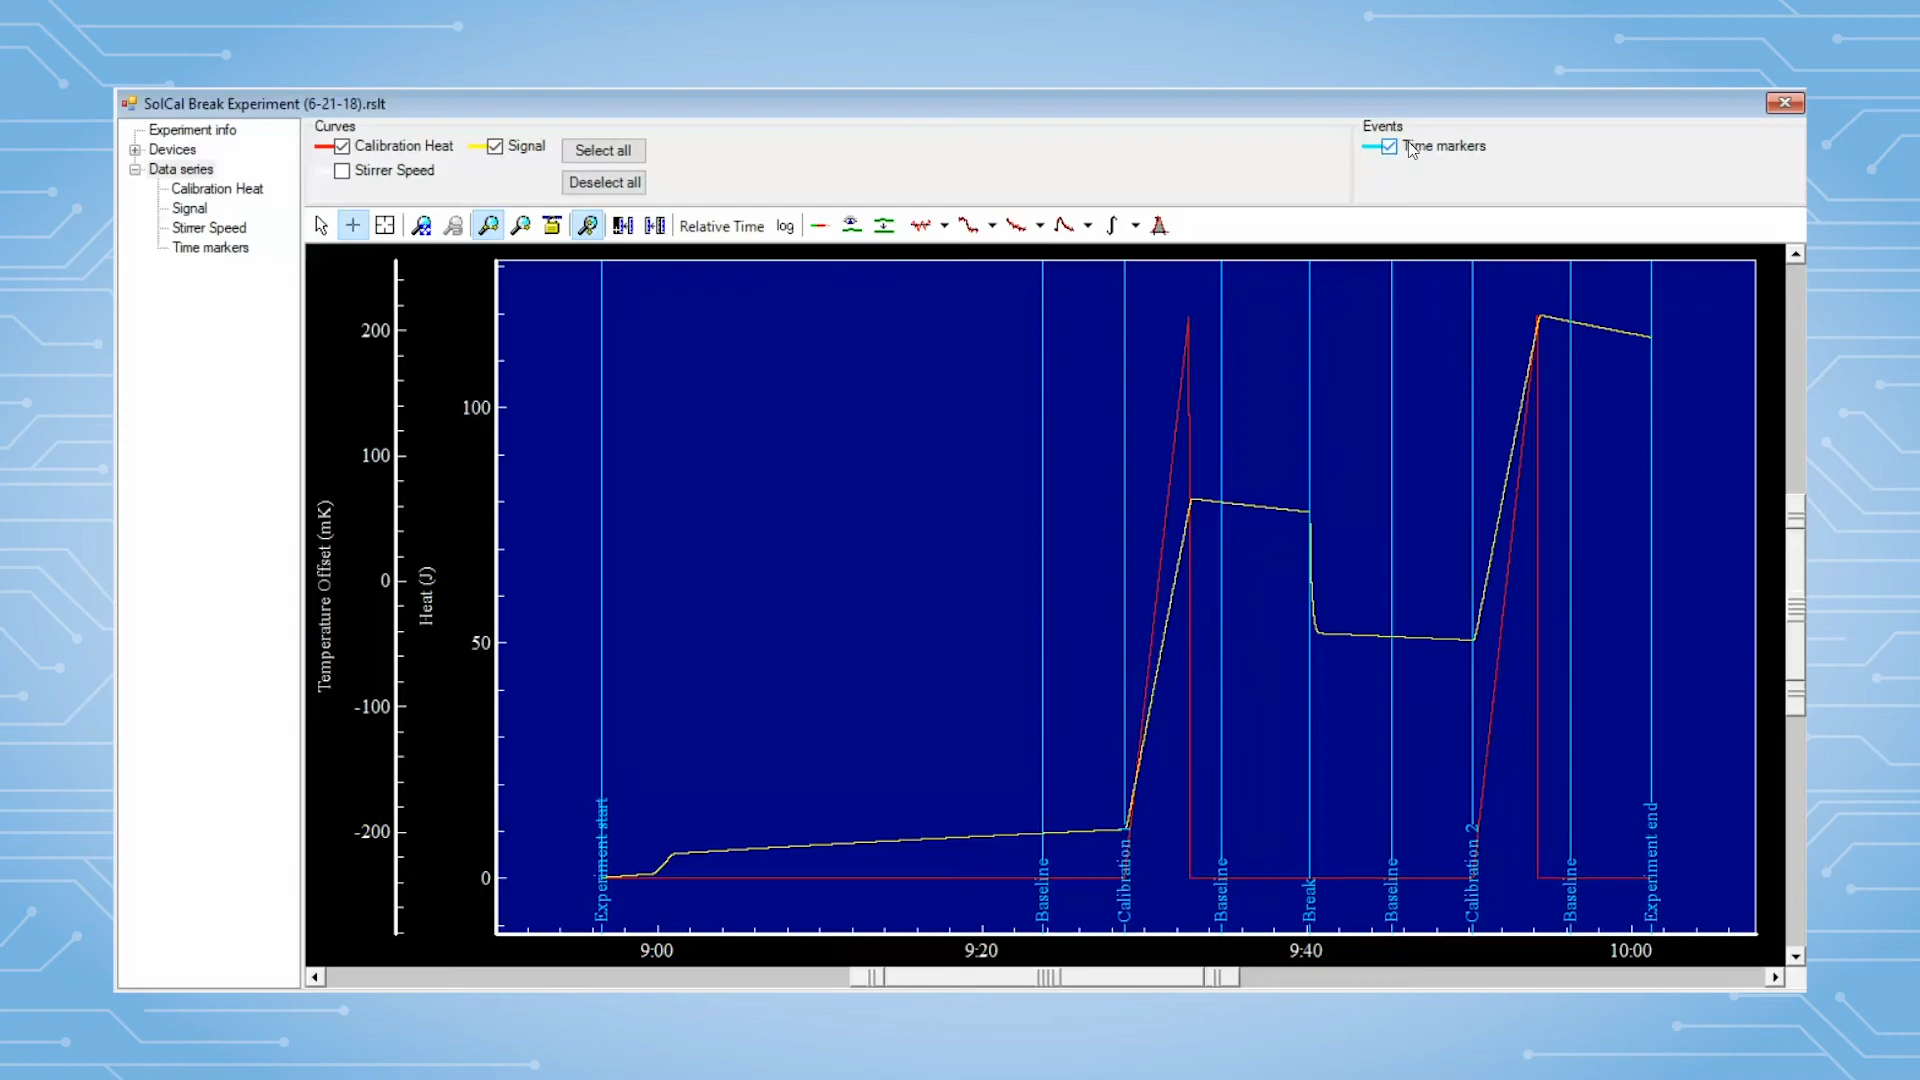 SolCal Break Experiment (6-21-18).rslt
Experiment info
Devices
Data series
Calibration Heat
Signal
Stirrer Speed
Time markers
Curves
Calibration Heat
Signal
Stirrer Speed
Select all
Deselect all
Events
Time markers
Relative Time
log
Temperature Offset (mK)
200
100
0
-100
-200
Heat (J)
100
50
0
Experiment start
Baseline
Calibration
Baseline
Break
Baseline
Calibration 2
Baseline
Experiment end
9:00
9:20
9:40
10:00